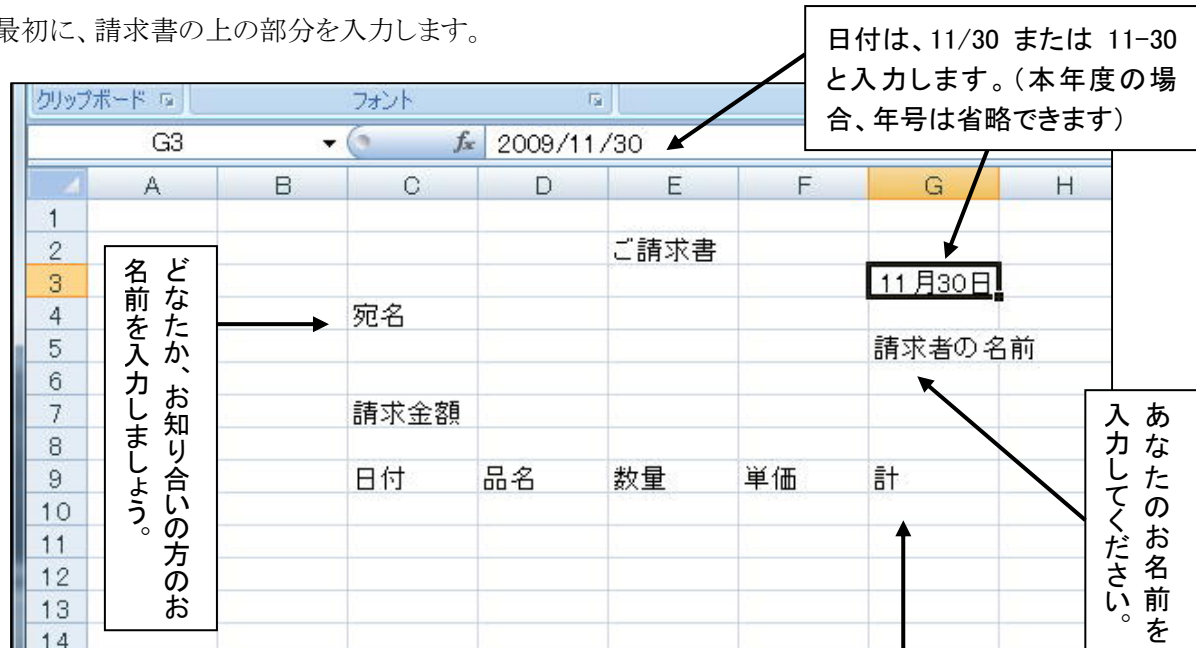 最初に、請求書の上の部分を入力します。
日付は、11/30 または 11-30
と入力します。(本年度の場
合、年号は省略できます)
クリップボード フォント
G3 fx 2009/11/30
A B C D E F G H
1
2 ご請求書
3 11月30日
4 宛名
5 請求者の名前
6
7 請求金額
8
9 日付 品名 数量 単価 計
10
11
12
13
14
どなたか、お知り合いの方のお
名前を入力しましょう。
あなたのお名前を
入力してください。